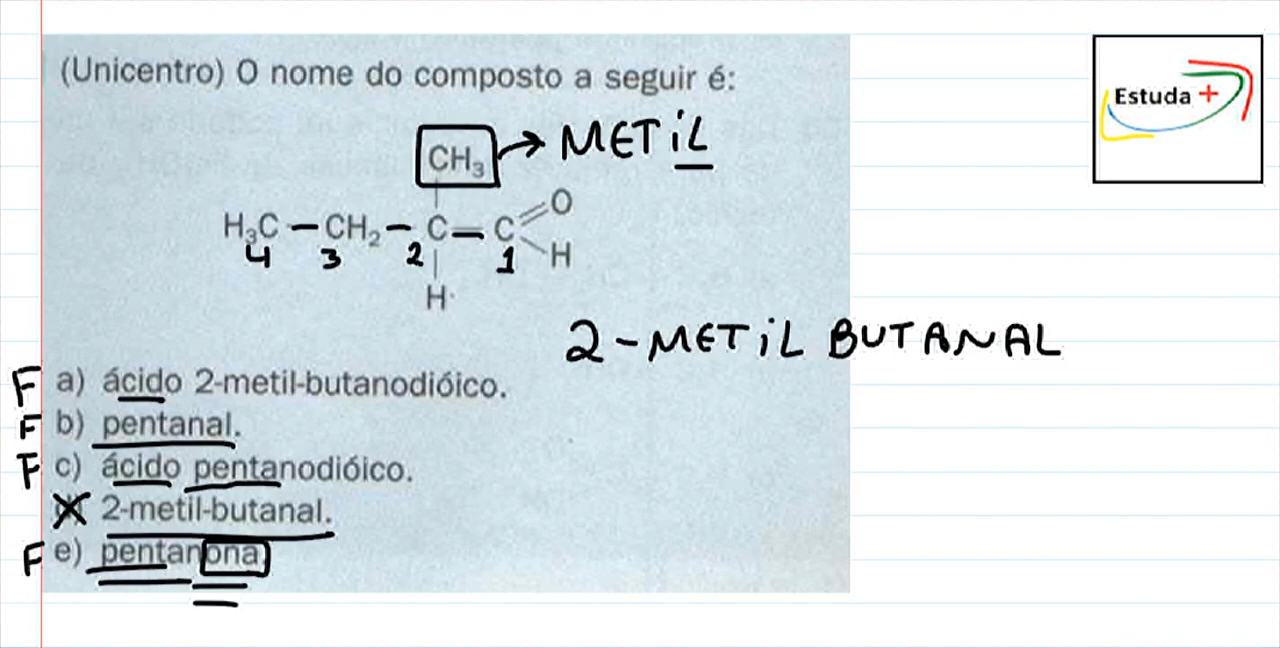 (Unicentro) O nome do composto a seguir é:
Estuda +
CH₃ → METiL
H₃C – CH₂ – C – C
O
H
4 3 2 1
H
2-METiL BUTANAL
F a) ácido 2-metil-butanodióico.
F b) pentanal.
F c) ácido pentanodióico.
X 2-metil-butanal.
F e) pentanona.